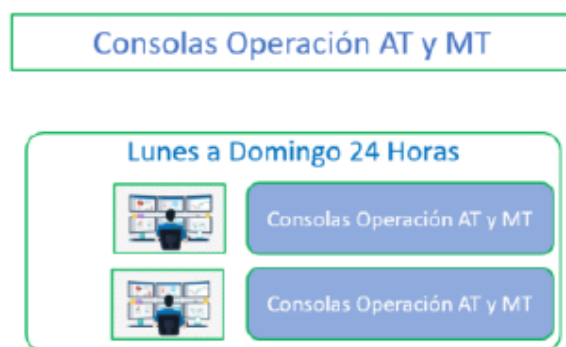 Consolas Operación AT y MT
Lunes a Domingo 24 Horas
Consolas Operación AT y MT
Consolas Operación AT y MT